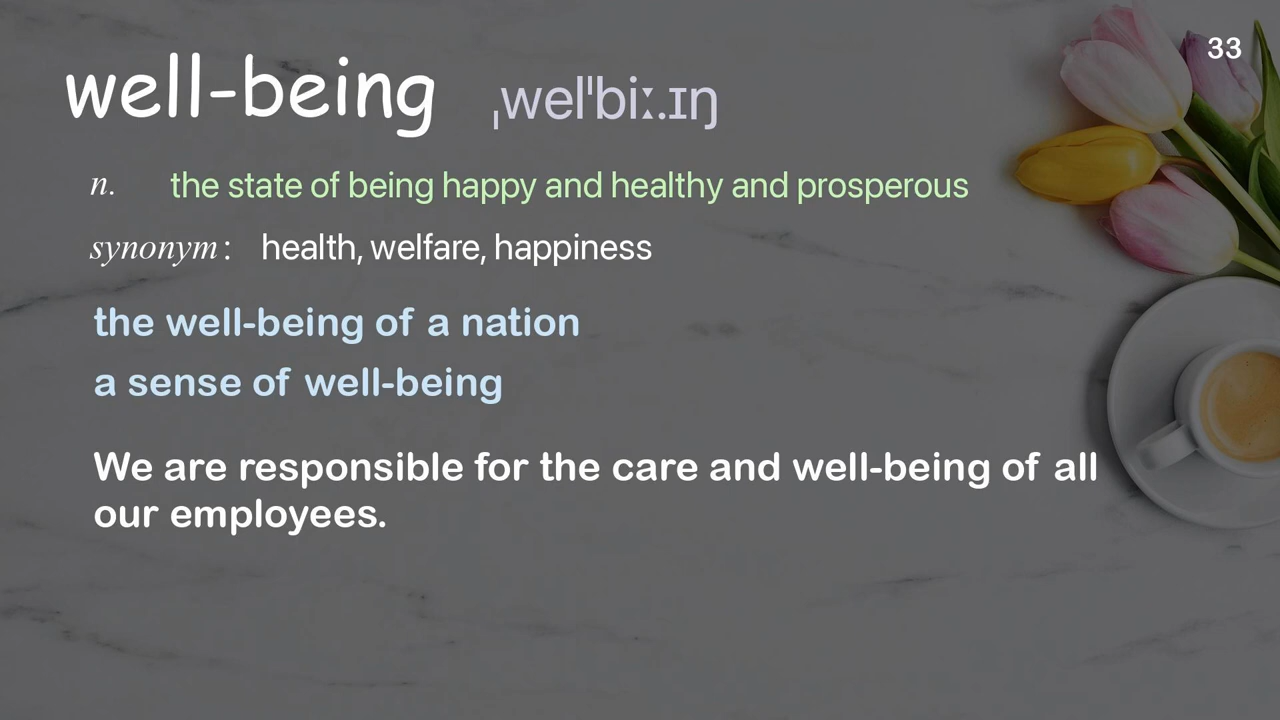 33
well-being ˌwelˈbiː.ɪŋ
n. the state of being happy and healthy and prosperous
synonym: health, welfare, happiness
the well-being of a nation
a sense of well-being
We are responsible for the care and well-being of all
our employees.